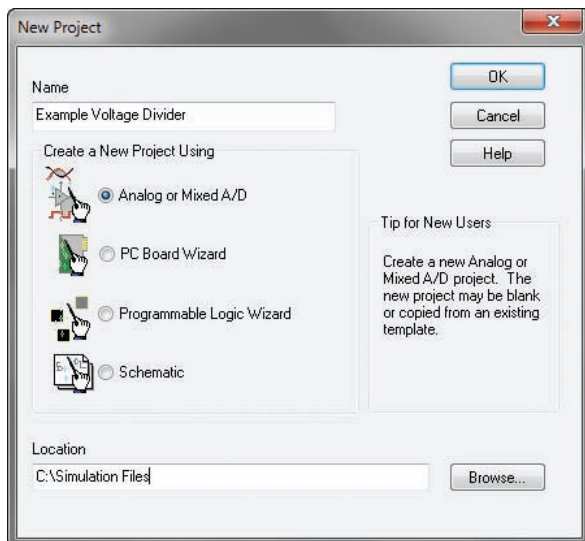 New Project
Name
Example Voltage Divider
Create a New Project Using
Analog or Mixed A/D
PC Board Wizard
Programmable Logic Wizard
Schematic
OK
Cancel
Help
Tip for New Users
Create a new Analog or
Mixed A/D project. The
new project may be blank
or copied from an existing
template.
Location
C:\Simulation Files
Browse...